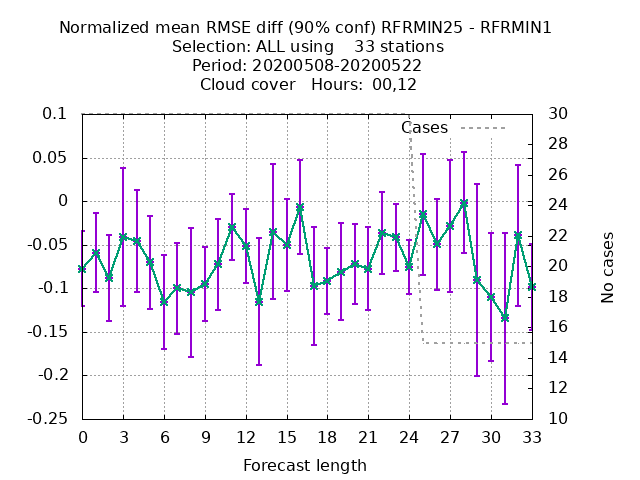 Normalized mean RMSE diff (90% conf) RFRMIN25 - RFRMIN1
Selection: ALL using    33 stations
Period: 20200508-20200522
Cloud cover   Hours:  00,12
Cases
0.1
0.05
0
-0.05
-0.1
-0.15
-0.2
-0.25
30
28
26
24
22
20
18
16
14
12
10
No cases
0 3 6 9 12 15 18 21 24 27 30 33
Forecast length